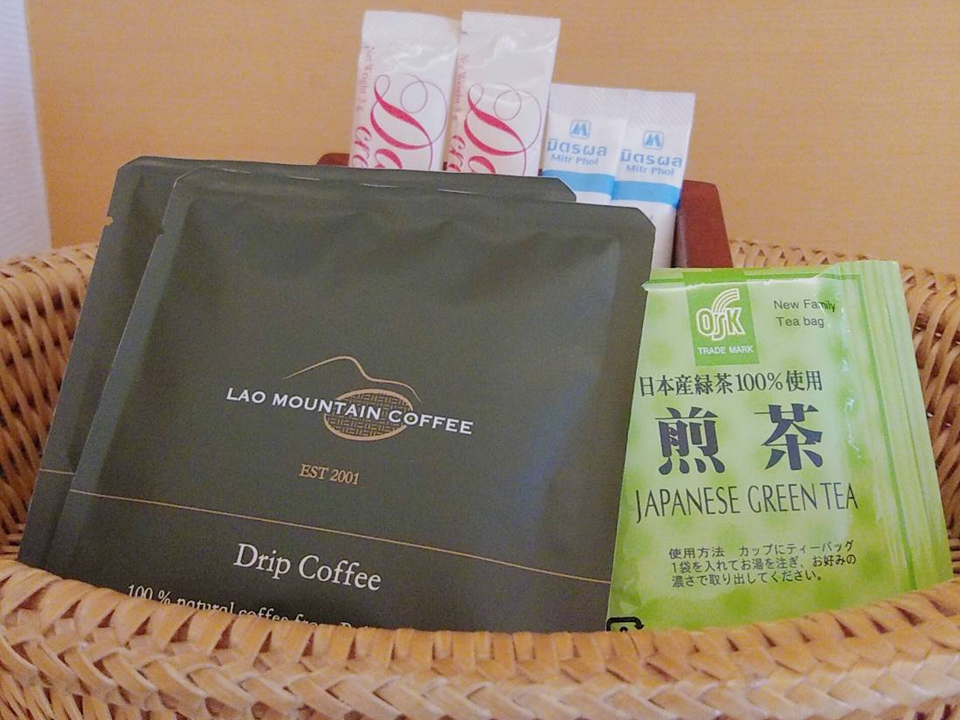 มิตรผล
Mitr Phol
มิตรผล
Mitr Phol
LAO MOUNTAIN COFFEE
EST 2001
Drip Coffee
100 % natural coffee from
OSK
TRADE MARK
New Family
Tea bag
日本産緑茶100%使用
煎茶
JAPANESE GREEN TEA
使用方法 カップにティーバッグ
1袋を入れてお湯を注ぎ、お好みの
濃さで取り出してください。